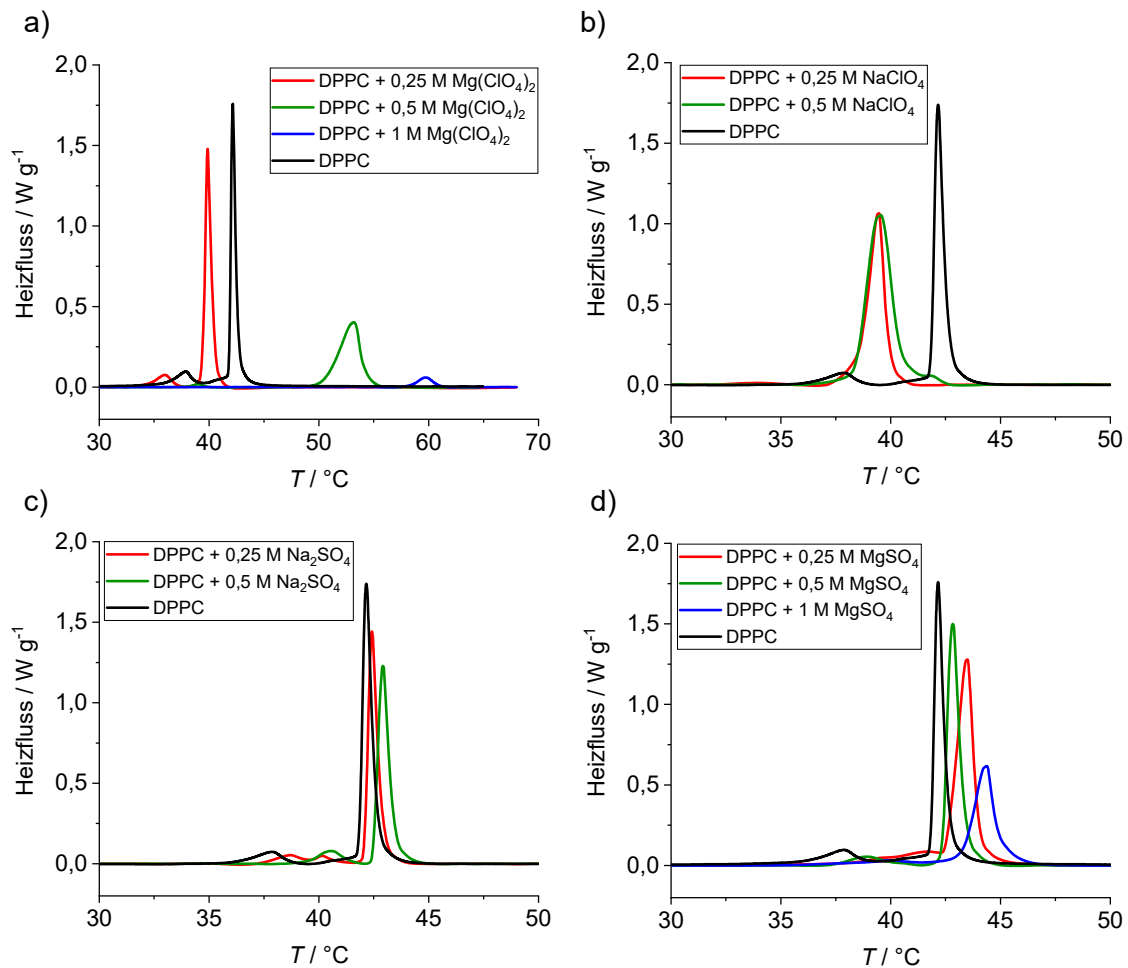 a)
2,0
1,5
1,0
0,5
0,0
Heizfluss / W g⁻¹
DPPC + 0,25 M Mg(ClO₄)₂
DPPC + 0,5 M Mg(ClO₄)₂
DPPC + 1 M Mg(ClO₄)₂
DPPC
30 40 50 60 70
T / °C
b)
2,0
1,5
1,0
0,5
0,0
Heizfluss / W g⁻¹
DPPC + 0,25 M NaClO₄
DPPC + 0,5 M NaClO₄
DPPC
30 35 40 45 50
T / °C
c)
2,0
1,5
1,0
0,5
0,0
Heizfluss / W g⁻¹
DPPC + 0,25 M Na₂SO₄
DPPC + 0,5 M Na₂SO₄
DPPC
30 35 40 45 50
T / °C
d)
2,0
1,5
1,0
0,5
0,0
Heizfluss / W g⁻¹
DPPC + 0,25 M MgSO₄
DPPC + 0,5 M MgSO₄
DPPC + 1 M MgSO₄
DPPC
30 35 40 45 50
T / °C